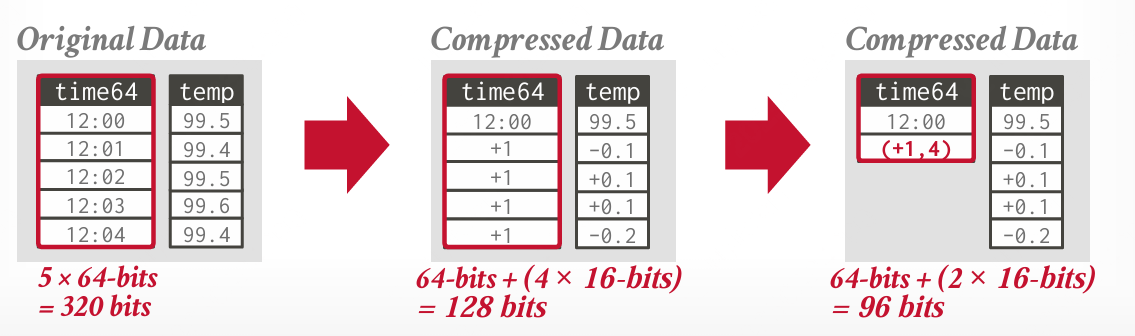 Original Data
time64 temp
12:00 99.5
12:01 99.4
12:02 99.5
12:03 99.6
12:04 99.4
5 × 64-bits
= 320 bits
Compressed Data
time64 temp
12:00 99.5
+1 -0.1
+1 +0.1
+1 +0.1
+1 -0.2
64-bits + (4 × 16-bits)
= 128 bits
Compressed Data
time64 temp
12:00 99.5
(+1,4) -0.1
+0.1
+0.1
-0.2
64-bits + (2 × 16-bits)
= 96 bits